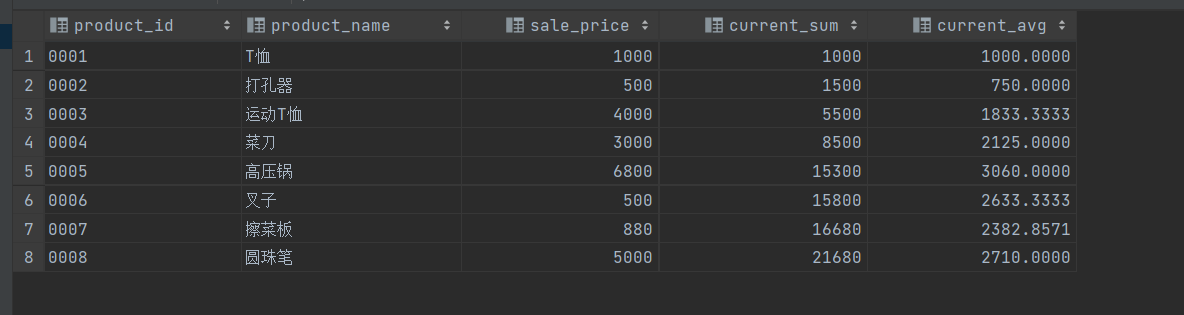 product_id product_name sale_price current_sum current_avg
1 0001 T恤 1000 1000 1000.0000
2 0002 打孔器 500 1500 750.0000
3 0003 运动T恤 4000 5500 1833.3333
4 0004 菜刀 3000 8500 2125.0000
5 0005 高压锅 6800 15300 3060.0000
6 0006 叉子 500 15800 2633.3333
7 0007 擦菜板 880 16680 2382.8571
8 0008 圆珠笔 5000 21680 2710.0000